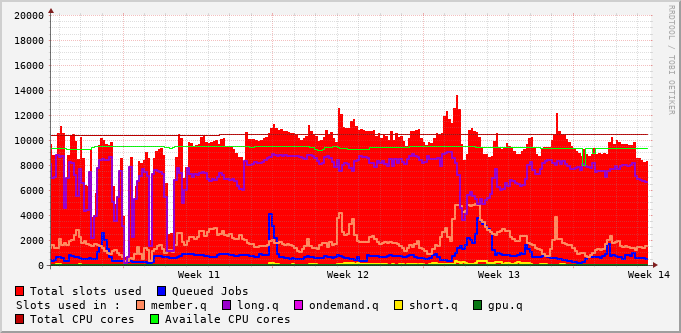 20000
18000
16000
14000
12000
10000
8000
6000
4000
2000
0
Week 11 Week 12 Week 13 Week 14
Total slots used Queued Jobs
Slots used in : member.q long.q ondemand.q short.q gpu.q
Total CPU cores Availale CPU cores
RRDTOOL / TOBI OETIKER